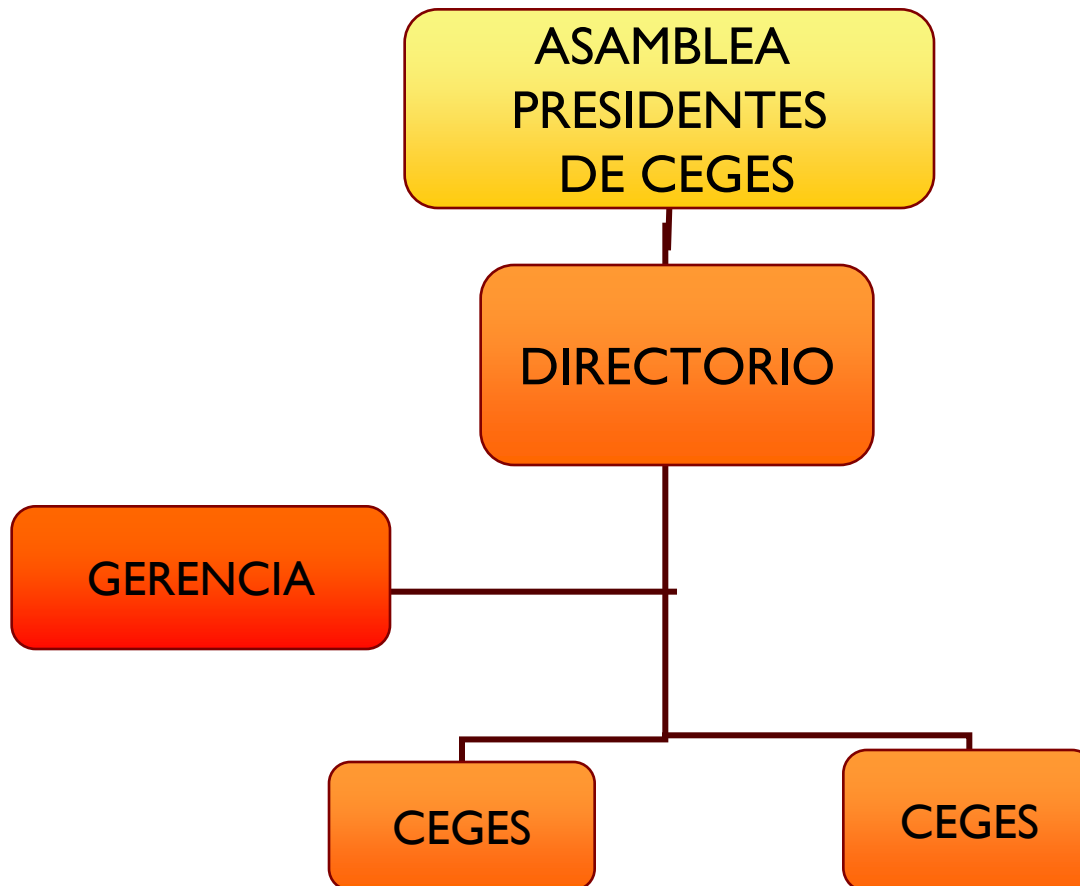 ASAMBLEA
PRESIDENTES
DE CEGES
DIRECTORIO
GERENCIA
CEGES
CEGES